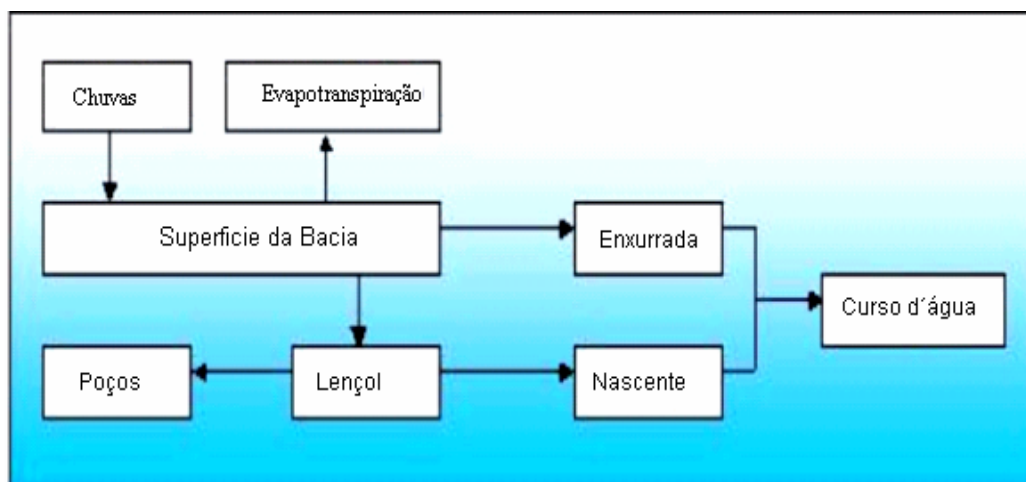 Chuvas
Evapotranspiração
Superficie da Bacia
Enxurrada
Curso d´água
Poços
Lençol
Nascente